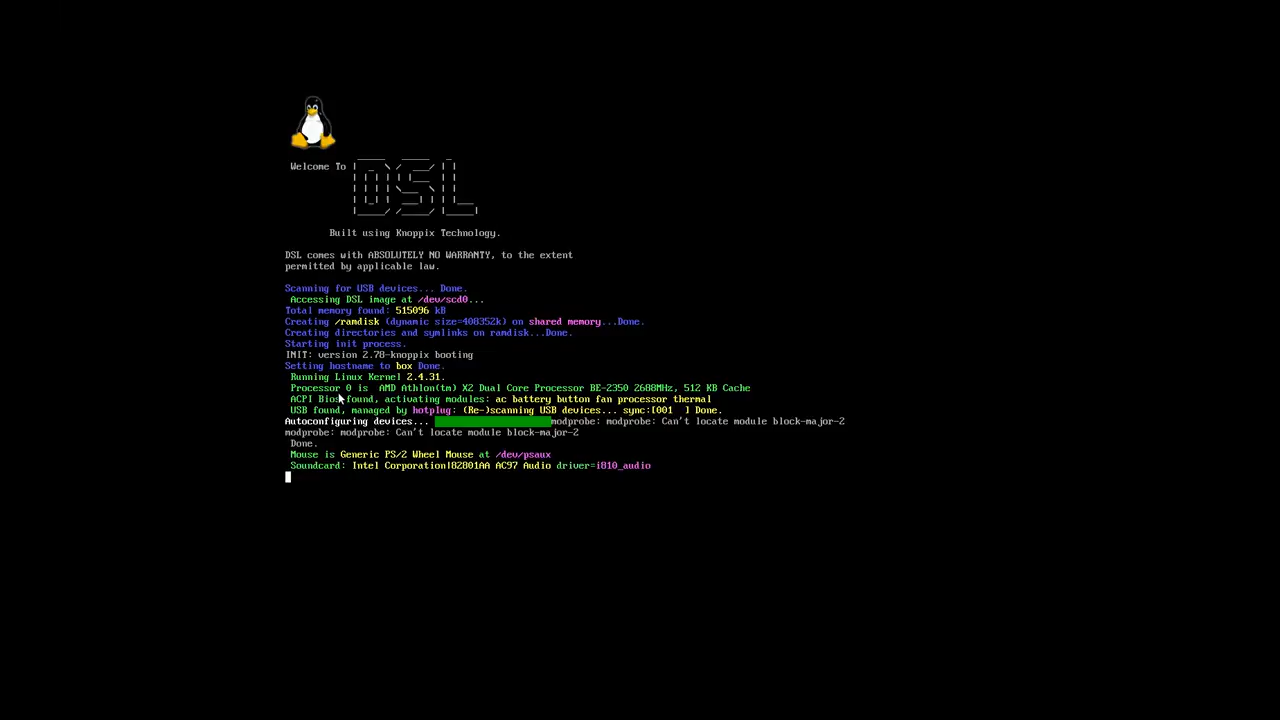 Welcome To DSL
Built using Knoppix Technology.
DSL comes with ABSOLUTELY NO WARRANTY, to the extent
permitted by applicable law.
Scanning for USB devices... Done.
Accessing DSL image at /dev/scd0...
Total memory found: 515096 kB
Creating /ramdisk (dynamic size=408352k) on shared memory...Done.
Creating directories and symlinks on ramdisk...Done.
Starting init process.
INIT: version 2.78-knoppix booting
Setting hostname to box Done.
Running Linux Kernel 2.4.31.
Processor 0 is  AMD Athlon(tm) X2 Dual Core Processor BE-2350 2688MHz, 512 KB Cache
ACPI Bios found, activating modules: ac battery button fan processor thermal
USB found, managed by hotplug: (Re-)scanning USB devices... sync:[001  ] Done.
Autoconfiguring devices... modprobe: modprobe: Can't locate module block-major-2
modprobe: modprobe: Can't locate module block-major-2
Done.
Mouse is Generic PS/2 Wheel Mouse at /dev/psaux
Soundcard: Intel Corporation|82801AA AC97 Audio driver=i810_audio